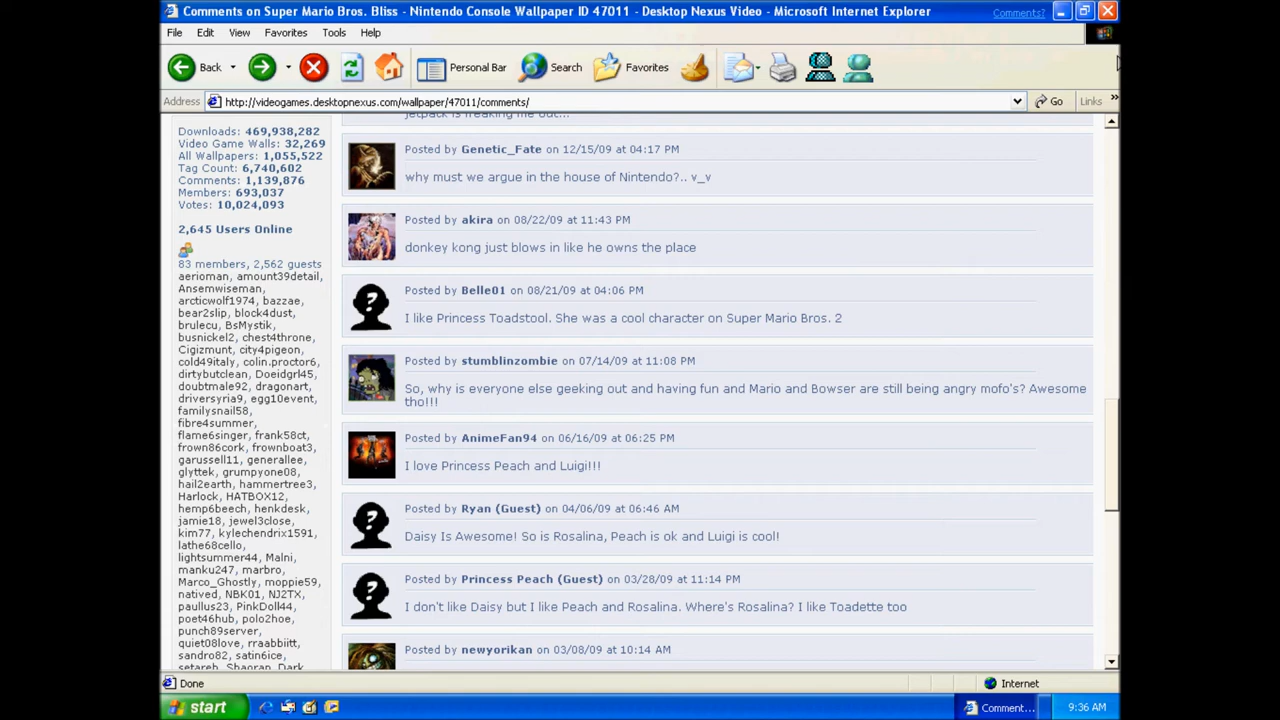 Comments on Super Mario Bros. Bliss - Nintendo Console Wallpaper ID 47011 - Desktop Nexus Video - Microsoft Internet Explorer
Comments?
File Edit View Favorites Tools Help
Back Personal Bar Search Favorites
Address http://videogames.desktopnexus.com/wallpaper/47011/comments/ Go Links »
Downloads: 469,938,282
Video Game Walls: 32,269
All Wallpapers: 1,055,522
Tag Count: 6,740,602
Comments: 1,139,876
Members: 693,037
Votes: 10,024,093
2,645 Users Online
83 members, 2,562 guests
aerioman, amount39detail,
Ansemwiseman,
arcticwolf1974, bazzae,
bear2slip, block4dust,
brulecu, BsMystik,
busnickel2, chest4throne,
Cigizmunt, city4pigeon,
cold49italy, colin.proctor6,
dirtybutclean, Doeidgrl45,
doubtmale92, dragonart,
driversyria9, egg10event,
familysnail58,
fibre4summer,
flame6singer, frank58ct,
frown86cork, frownboat3,
garussell11, generallee,
glyttek, grumpyone08,
hail2earth, hammertree3,
Harlock, HATBOX12,
hemp6beech, henkdesk,
jamie18, jewel3close,
kim77, kylechendrix1591,
lathe68cello,
lightsummer44, Malni,
manku247, marbro,
Marco_Ghostly, moppie59,
natived, NBK01, NJ2TX,
paullus23, PinkDoll44,
poet46hub, polo2hoe,
punch89server,
quiet08love, rraabbiitt,
sandro82, satin6ice,
setareh, Shaoran, Dark
jetpack is freaking me out...
Posted by Genetic_Fate on 12/15/09 at 04:17 PM
why must we argue in the house of Nintendo?.. v_v
Posted by akira on 08/22/09 at 11:43 PM
donkey kong just blows in like he owns the place
Posted by Belle01 on 08/21/09 at 04:06 PM
I like Princess Toadstool. She was a cool character on Super Mario Bros. 2
Posted by stumblinzombie on 07/14/09 at 11:08 PM
So, why is everyone else geeking out and having fun and Mario and Bowser are still being angry mofo's? Awesome
tho!!!
Posted by AnimeFan94 on 06/16/09 at 06:25 PM
I love Princess Peach and Luigi!!!
Posted by Ryan (Guest) on 04/06/09 at 06:46 AM
Daisy Is Awesome! So is Rosalina, Peach is ok and Luigi is cool!
Posted by Princess Peach (Guest) on 03/28/09 at 11:14 PM
I don't like Daisy but I like Peach and Rosalina. Where's Rosalina? I like Toadette too
Posted by newyorikan on 03/08/09 at 10:14 AM
Done Internet
start Comment... 9:36 AM